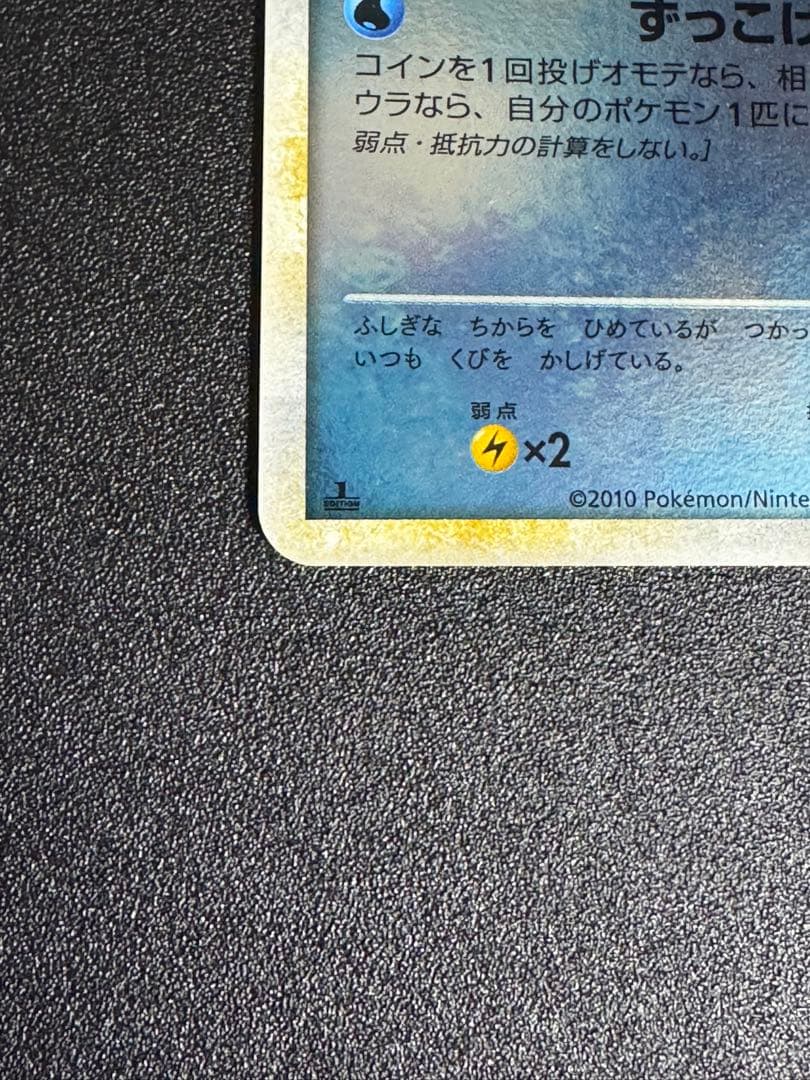 ずっこけ
コインを1回投げオモテなら、相
ウラなら、自分のポケモン1匹に
弱点・抵抗力の計算をしない。]
ふしぎな ちからを ひめているが つかっ
いつも くびを かしげている。
弱点
×2
1
EDITION
©2010 Pokémon/Ninte